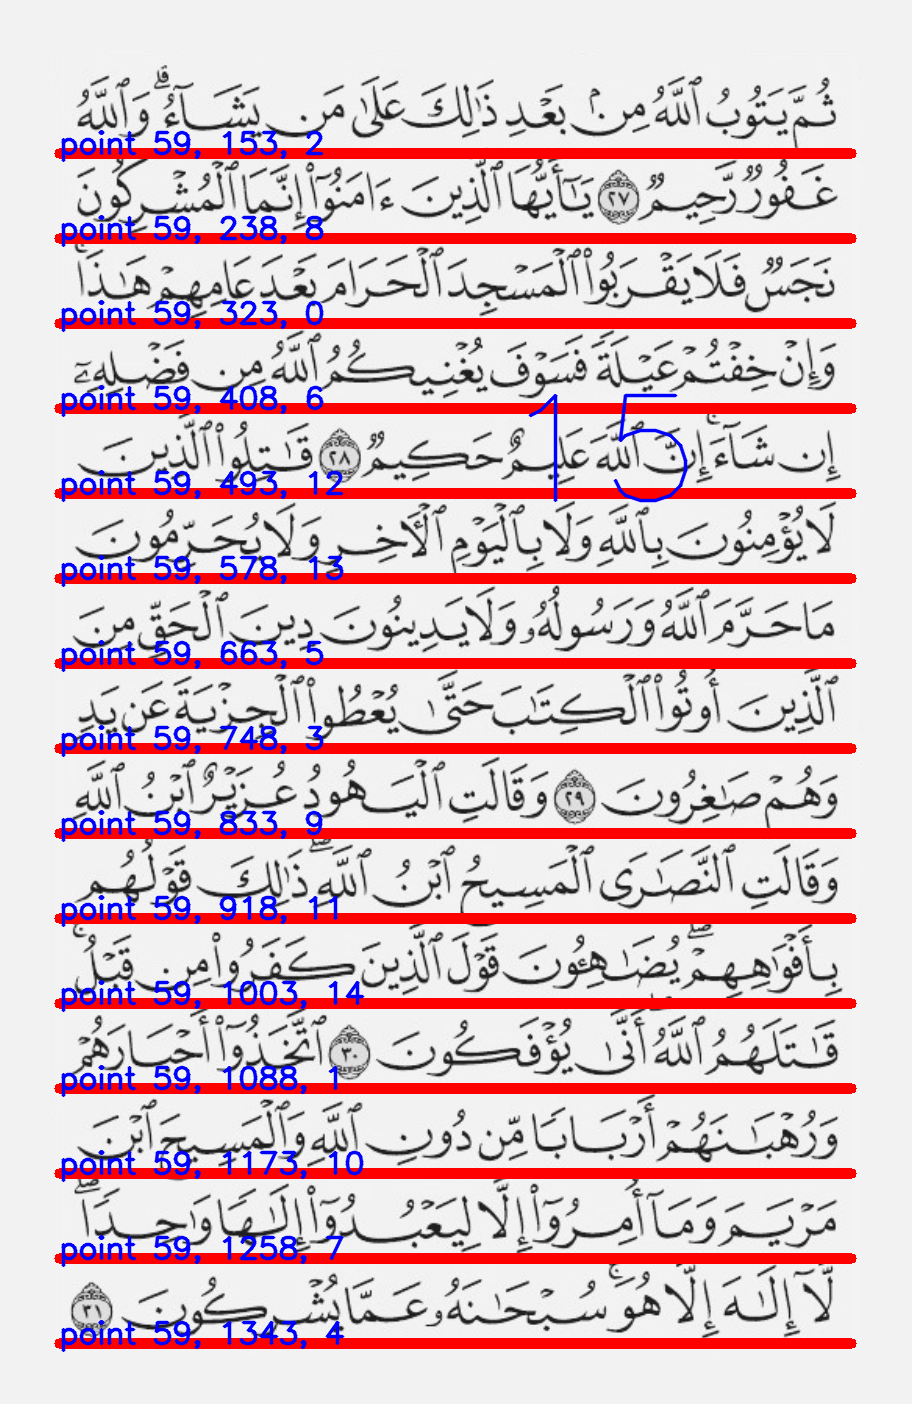 ثُمَّ يَتُوبُ ٱللَّهُ مِنۢ بَعْدِ ذَٰلِكَ عَلَىٰ مَن يَشَآءُ ۗ وَٱللَّهُ
point 59, 153, 2
غَفُورٌ رَّحِيمٌ ٢٧ يَٰٓأَيُّهَا ٱلَّذِينَ ءَامَنُوٓا۟ إِنَّمَا ٱلْمُشْرِكُونَ
point 59, 238, 8
نَجَسٌ فَلَا يَقْرَبُوا۟ ٱلْمَسْجِدَ ٱلْحَرَامَ بَعْدَ عَامِهِمْ هَٰذَا ۚ
point 59, 323, 0
وَإِنْ خِفْتُمْ عَيْلَةً فَسَوْفَ يُغْنِيكُمُ ٱللَّهُ مِن فَضْلِهِۦٓ
point 59, 408, 6
15
إِن شَآءَ ۚ إِنَّ ٱللَّهَ عَلِيمٌ حَكِيمٌ ٢٨ قَٰتِلُوا۟ ٱلَّذِينَ
point 59, 493, 12
لَا يُؤْمِنُونَ بِٱللَّهِ وَلَا بِٱلْيَوْمِ ٱلْءَاخِرِ وَلَا يُحَرِّمُونَ
point 59, 578, 13
مَا حَرَّمَ ٱللَّهُ وَرَسُولُهُۥ وَلَا يَدِينُونَ دِينَ ٱلْحَقِّ مِنَ
point 59, 663, 5
ٱلَّذِينَ أُوتُوا۟ ٱلْكِتَٰبَ حَتَّىٰ يُعْطُوا۟ ٱلْجِزْيَةَ عَن يَدٍ
point 59, 748, 3
وَهُمْ صَٰغِرُونَ ٢٩ وَقَالَتِ ٱلْيَهُودُ عُزَيْرٌ ٱبْنُ ٱللَّهِ
point 59, 833, 9
وَقَالَتِ ٱلنَّصَٰرَى ٱلْمَسِيحُ ٱبْنُ ٱللَّهِ ۖ ذَٰلِكَ قَوْلُهُم
point 59, 918, 11
بِأَفْوَٰهِهِمْ ۖ يُضَٰهِـُٔونَ قَوْلَ ٱلَّذِينَ كَفَرُوا۟ مِن قَبْلُ ۚ
point 59, 1003, 14
قَٰتَلَهُمُ ٱللَّهُ ۚ أَنَّىٰ يُؤْفَكُونَ ٣٠ ٱتَّخَذُوٓا۟ أَحْبَارَهُمْ
point 59, 1088, 1
وَرُهْبَٰنَهُمْ أَرْبَابًا مِّن دُونِ ٱللَّهِ وَٱلْمَسِيحَ ٱبْنَ
point 59, 1173, 10
مَرْيَمَ وَمَآ أُمِرُوٓا۟ إِلَّا لِيَعْبُدُوٓا۟ إِلَٰهًا وَٰحِدًا ۖ
point 59, 1258, 7
لَّآ إِلَٰهَ إِلَّا هُوَ ۚ سُبْحَٰنَهُۥ عَمَّا يُشْرِكُونَ ٣١
point 59, 1343, 4